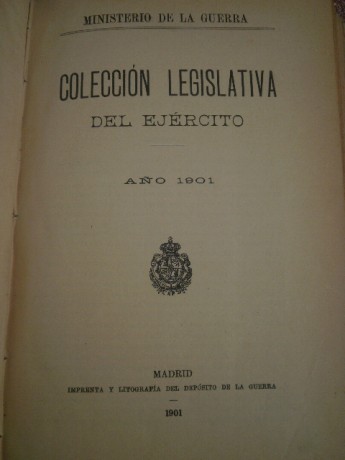 MINISTERIO DE LA GUERRA
COLECCIÓN LEGISLATIVA
DEL EJÉRCITO
AÑO 1901
MADRID
IMPRENTA Y LITOGRAFÍA DEL DEPÓSITO DE LA GUERRA
1901